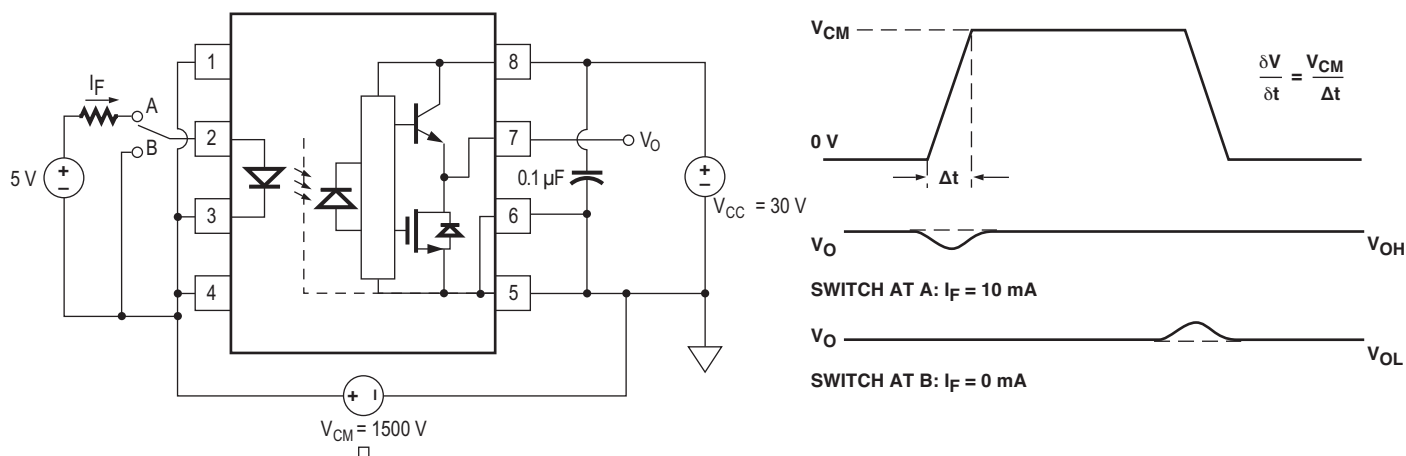 I_F
A
B
5 V
+
−
1
2
3
4
8
7
6
5
V_O
0.1 µF
+
−
V_CC = 30 V
+ −
V_CM = 1500 V
V_CM
0 V
Δt
δV/δt = V_CM/Δt
V_O V_OH
SWITCH AT A: I_F = 10 mA
V_O V_OL
SWITCH AT B: I_F = 0 mA